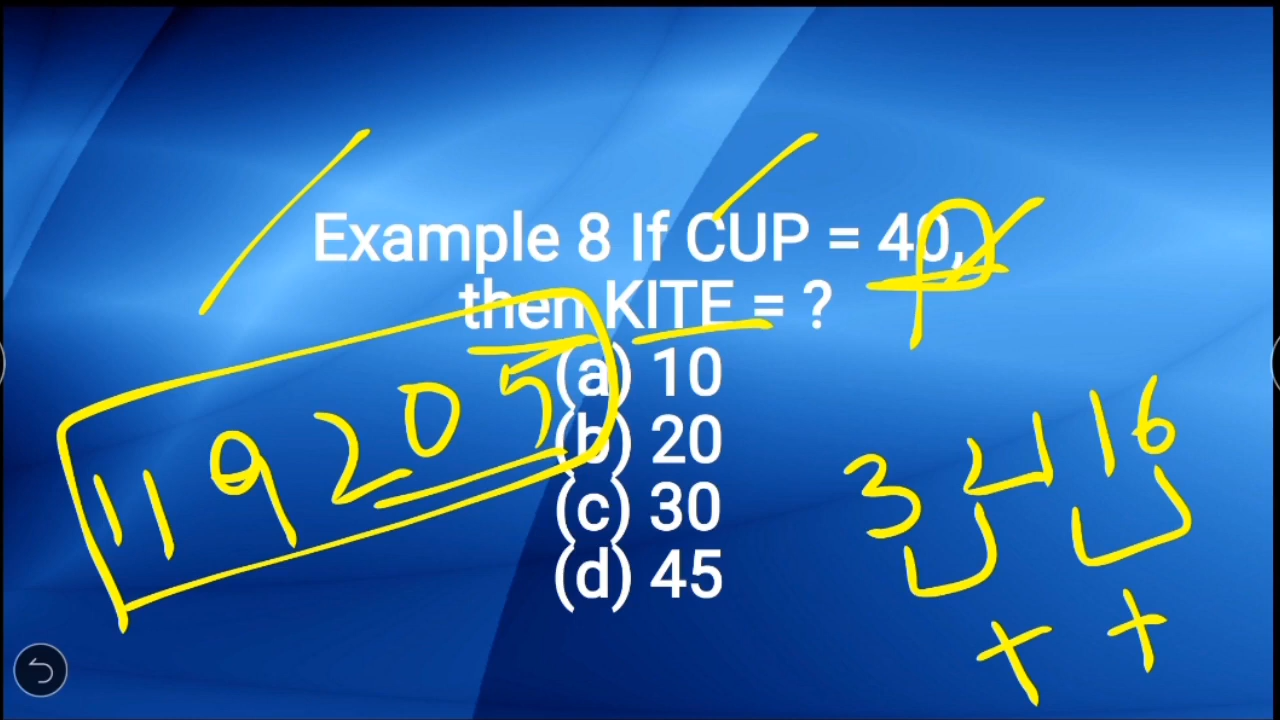 Example 8 If CUP = 40,
then KITE = ?
(a) 10
(b) 20
(c) 30
(d) 45
11 9 20 5
3 21 16
+ +